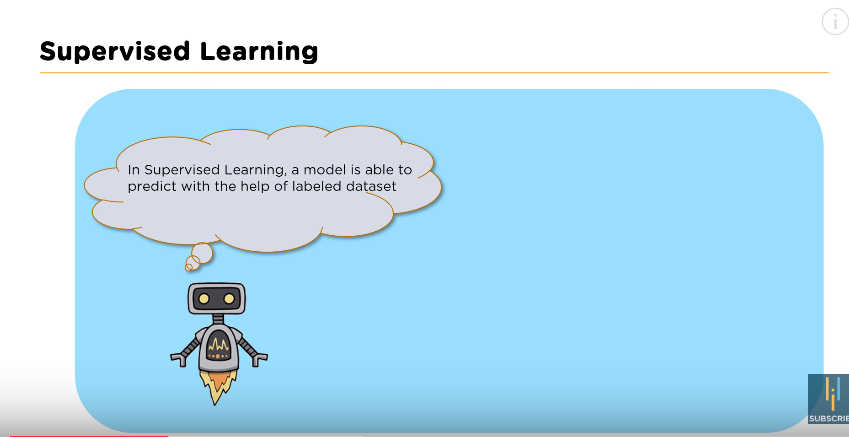 Supervised Learning
In Supervised Learning, a model is able to
predict with the help of labeled dataset
SUBSCRIBE